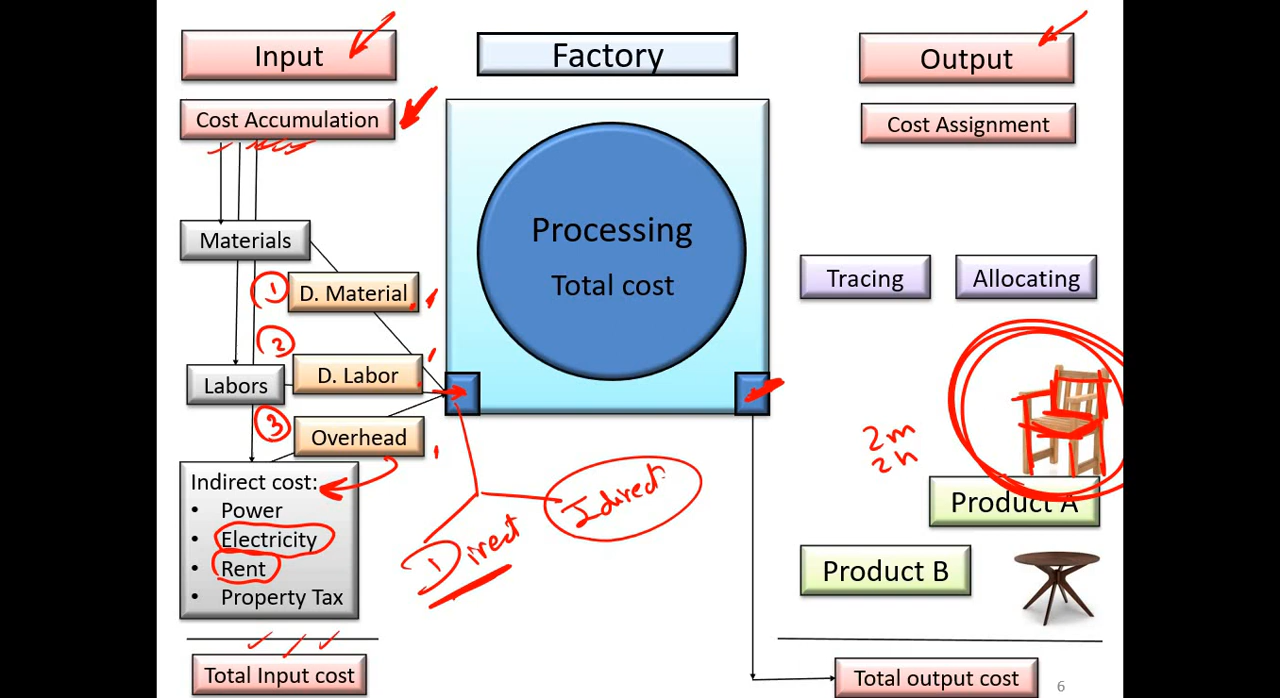 Input
Factory
Output
Cost Accumulation
Cost Assignment
Processing
Total cost
Materials
1
D. Material
2
D. Labor
Labors
3
Overhead
Tracing
Allocating
2m
2h
Indirect cost:
• Power
• Electricity
• Rent
• Property Tax
Direct
Idirect
Product A
Product B
Total Input cost
Total output cost
6